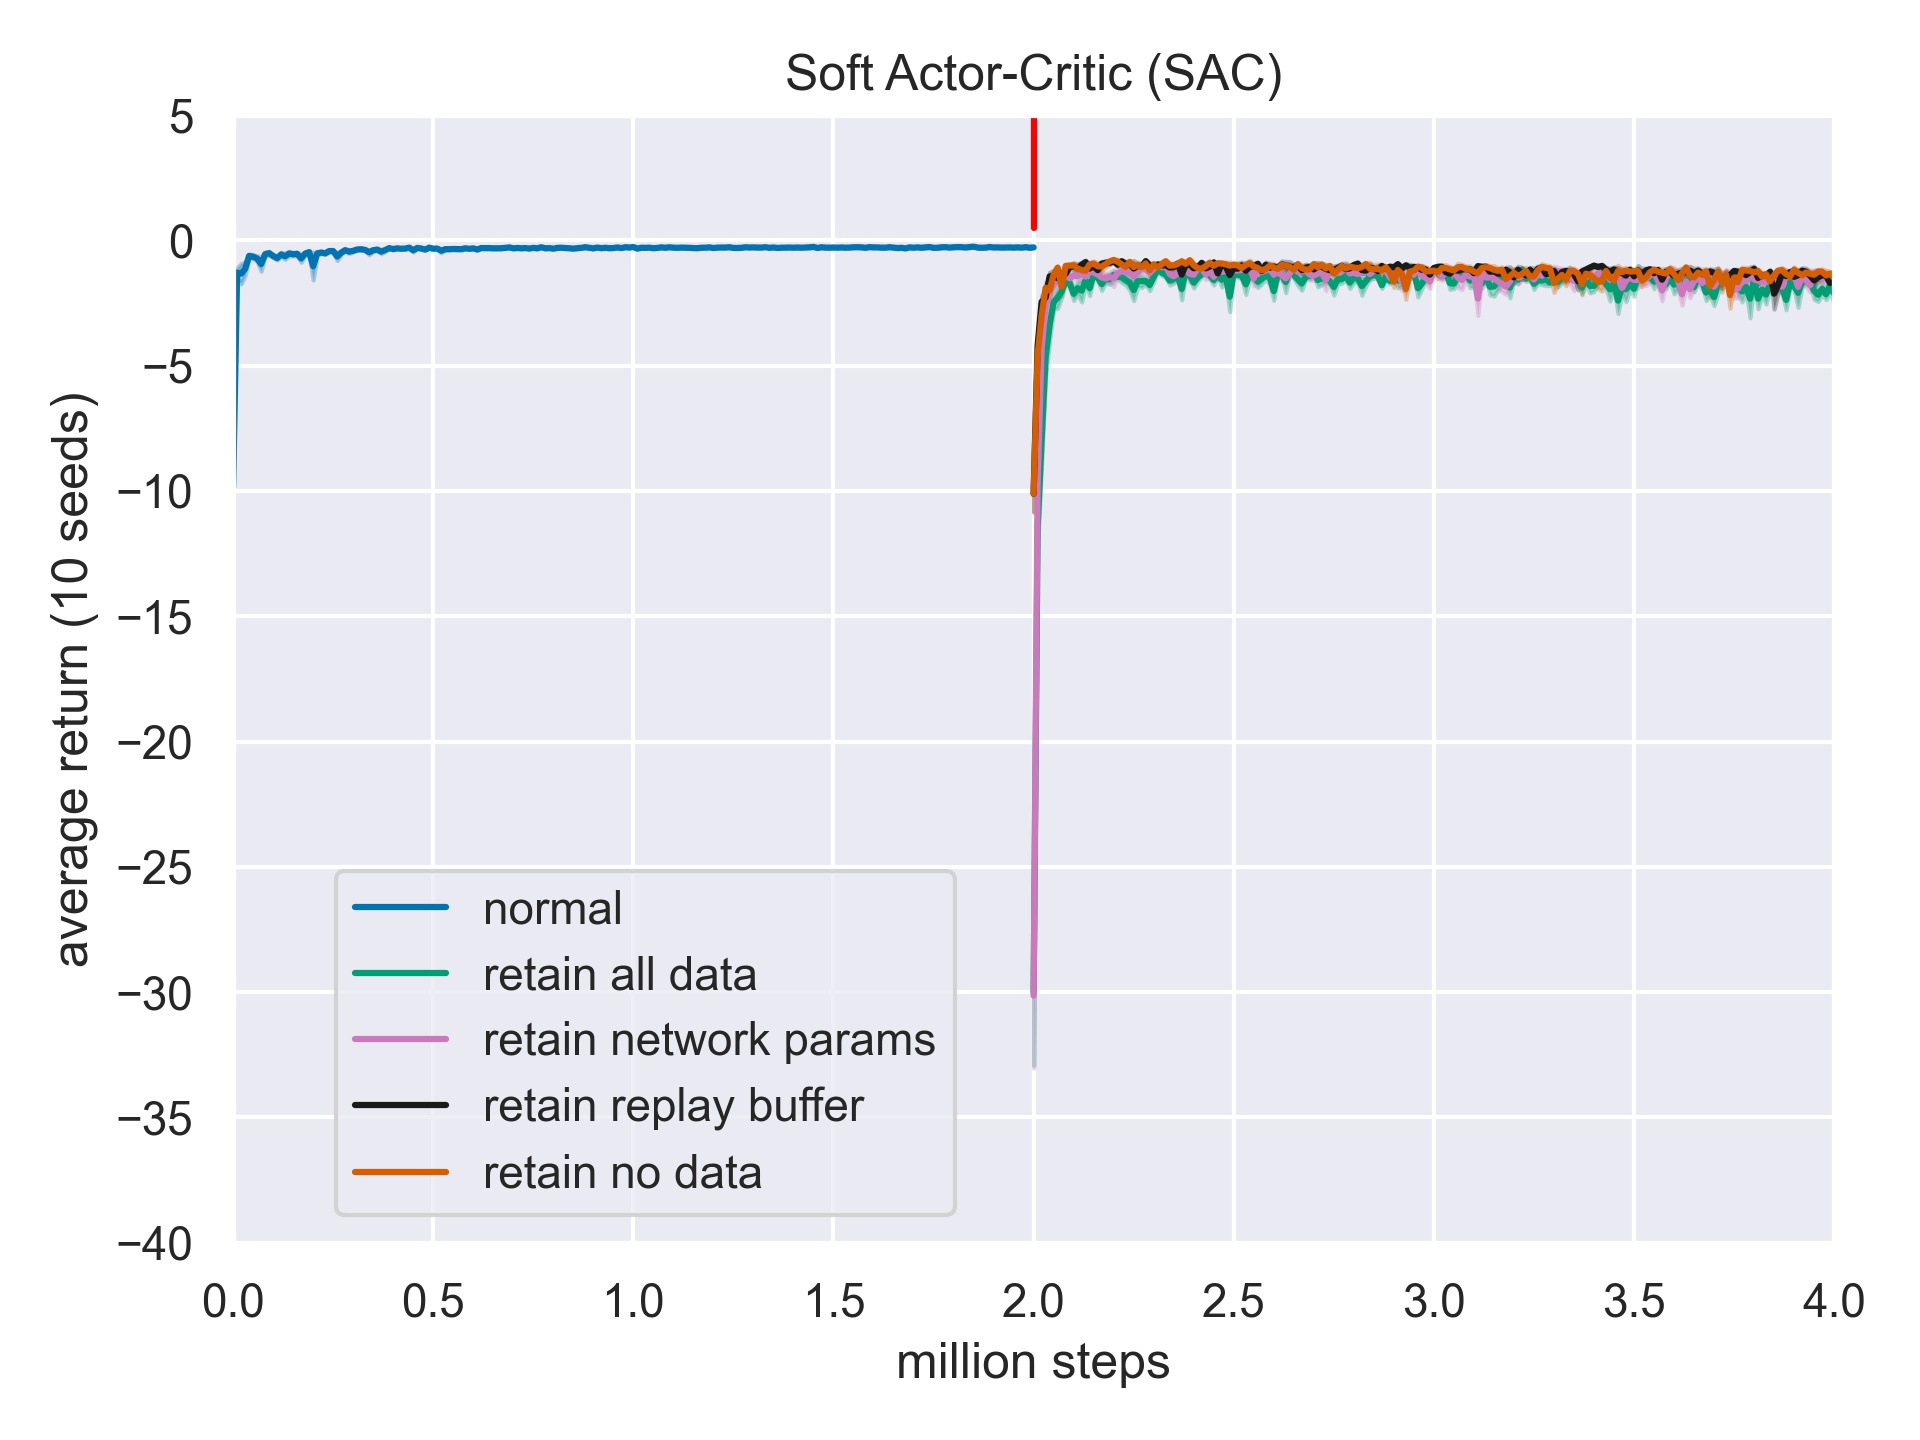 Soft Actor-Critic (SAC)
5
0
−5
−10
−15
−20
−25
−30
−35
−40
average return (10 seeds)
normal
retain all data
retain network params
retain replay buffer
retain no data
0.0 0.5 1.0 1.5 2.0 2.5 3.0 3.5 4.0
million steps